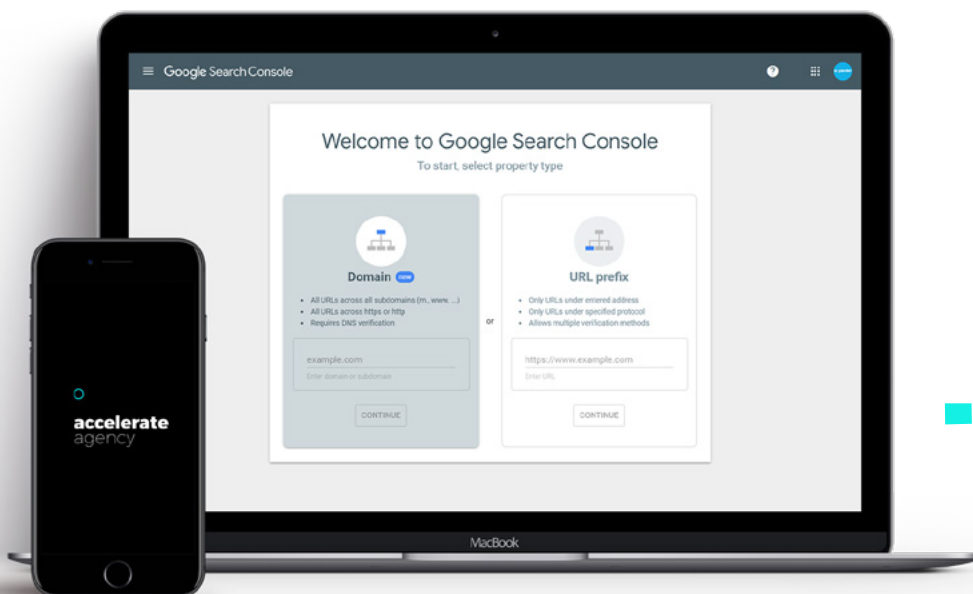 Google Search Console
Welcome to Google Search Console
To start, select property type
Domain new
• All URLs across all subdomains (m., www. ...)
• All URLs across https or http
• Requires DNS verification
example.com
Enter domain or subdomain
CONTINUE
or
URL prefix
• Only URLs under entered address
• Only URLs under specified protocol
• Allows multiple verification methods
https://www.example.com
Enter URL
CONTINUE
accelerate
agency
MacBook